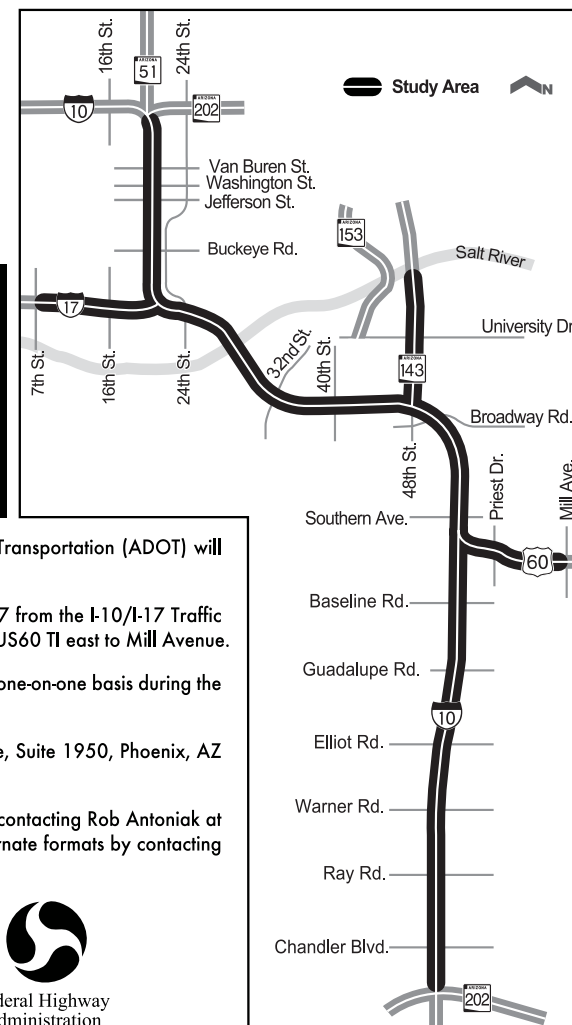 16th St.
24th St.
ARIZONA
51
Study Area
N
10
ARIZONA
202
Van Buren St.
Washington St.
Jefferson St.
Buckeye Rd.
ARIZONA
153
Salt River
17
University Dr
7th St.
16th St.
24th St.
32nd St.
40th St.
ARIZONA
143
48th St.
Broadway Rd.
Priest Dr.
Mill Ave.
Southern Ave.
60
Baseline Rd.
Guadalupe Rd.
10
Elliot Rd.
Warner Rd.
Ray Rd.
Chandler Blvd.
ARIZONA
202
Transportation (ADOT) will
7 from the I-10/I-17 Traffic
US60 TI east to Mill Avenue.
one-on-one basis during the
e, Suite 1950, Phoenix, AZ
contacting Rob Antoniak at
rnate formats by contacting
deral Highway
dministration